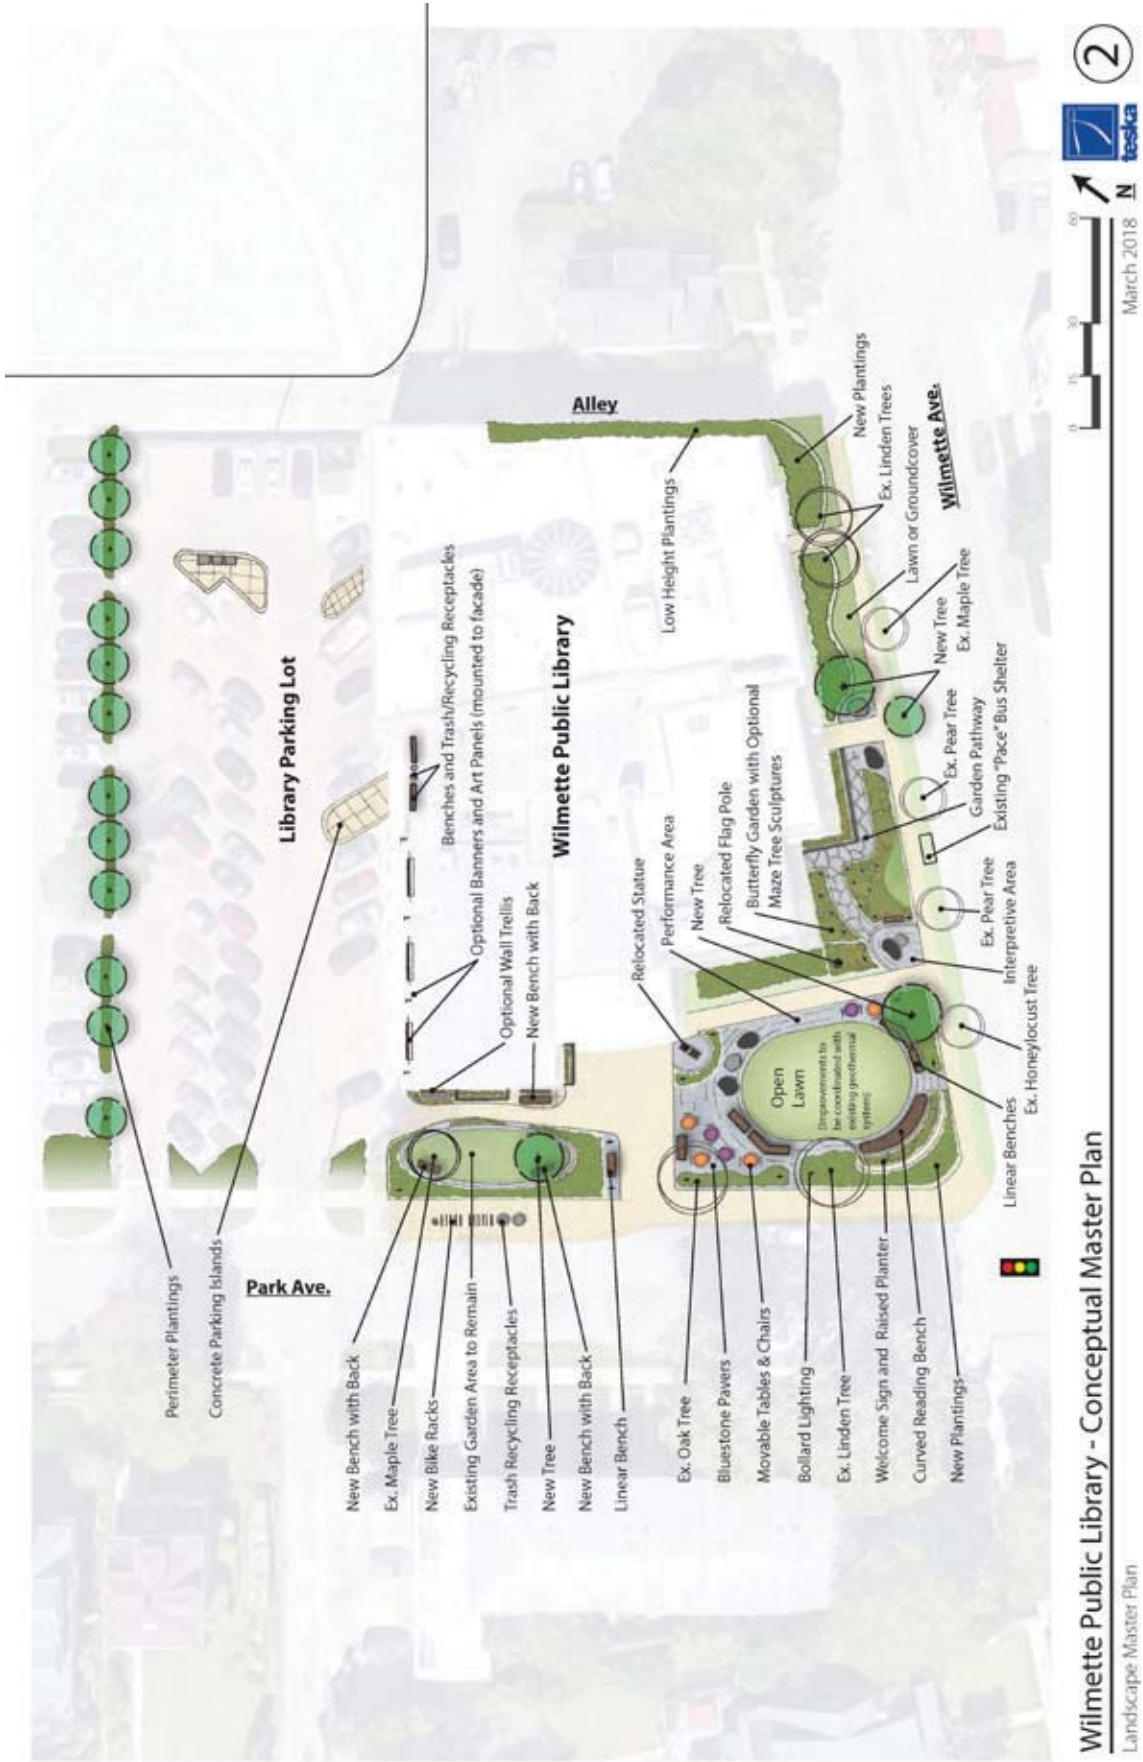 Perimeter Plantings
Concrete Parking Islands
Park Ave.
Library Parking Lot
New Bench with Back
Ex. Maple Tree
New Bike Racks
Existing Garden Area to Remain
Trash Recycling Receptacles
New Tree
New Bench with Back
Linear Bench
Benches and Trash/Recycling Receptacles
Optional Banners and Art Panels (mounted to facade)
Optional Wall Trellis
New Bench with Back
Wilmette Public Library
Alley
Low Height Plantings
Ex. Oak Tree
Bluestone Pavers
Movable Tables & Chairs
Bollard Lighting
Ex. Linden Tree
Welcome Sign and Raised Planter
Curved Reading Bench
New Plantings
Relocated Statue
Performance Area
New Tree
Relocated Flag Pole
Butterfly Garden with Optional
Maze Tree Sculptures
Open
Lawn
(Improvements to
be coordinated with
existing geothermal
system)
New Plantings
Ex. Linden Trees
Lawn or Groundcover
Wilmette Ave.
New Tree
Ex. Maple Tree
Ex. Pear Tree
Garden Pathway
Existing "Pace" Bus Shelter
Ex. Pear Tree
Interpretive Area
Linear Benches
Ex. Honeylocust Tree
0 15 30 60
N
teska
2
Wilmette Public Library - Conceptual Master Plan
Landscape Master Plan
March 2018